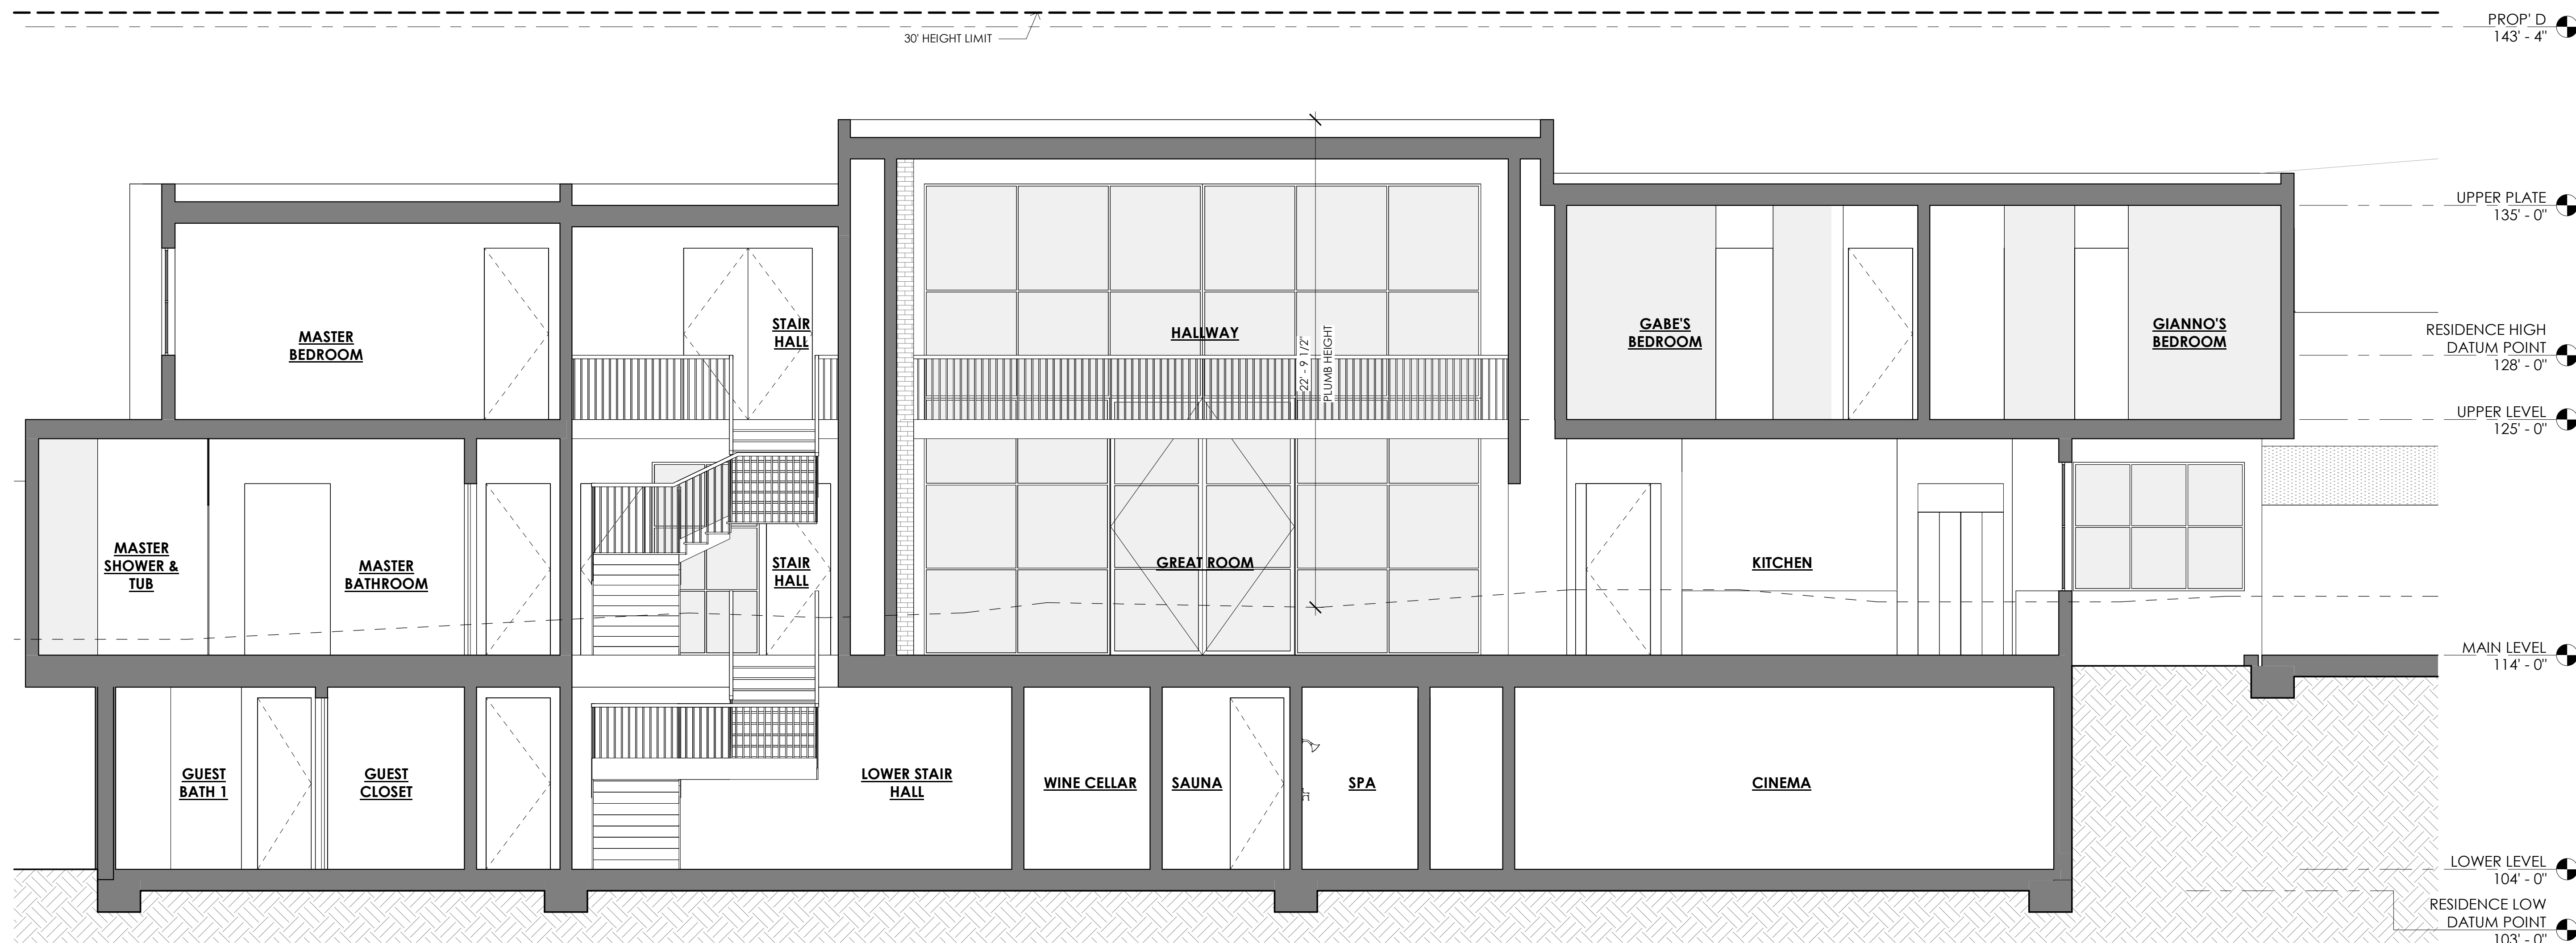 PROP' D
143' - 4"
30' HEIGHT LIMIT
UPPER PLATE
135' - 0"
MASTER
BEDROOM
STAIR
HALL
HALLWAY
22' - 9 1/2"
PLUMB HEIGHT
GABE'S
BEDROOM
GIANNO'S
BEDROOM
RESIDENCE HIGH
DATUM POINT
128' - 0"
UPPER LEVEL
125' - 0"
MASTER
SHOWER &
TUB
MASTER
BATHROOM
STAIR
HALL
GREAT ROOM
KITCHEN
MAIN LEVEL
114' - 0"
GUEST
BATH 1
GUEST
CLOSET
LOWER STAIR
HALL
WINE CELLAR
SAUNA
SPA
CINEMA
LOWER LEVEL
104' - 0"
RESIDENCE LOW
DATUM POINT
103' - 0"